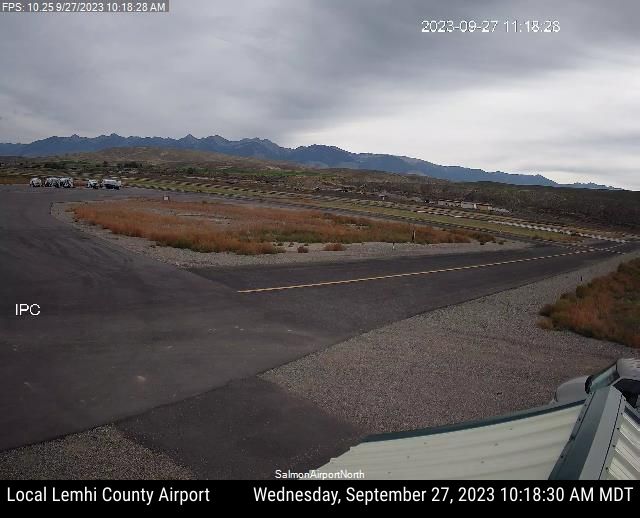 FPS: 10.25 9/27/2023 10:18:28 AM
2023-09-27 11:18:28
IPC
SalmonAirportNorth
Local Lemhi County Airport Wednesday, September 27, 2023 10:18:30 AM MDT